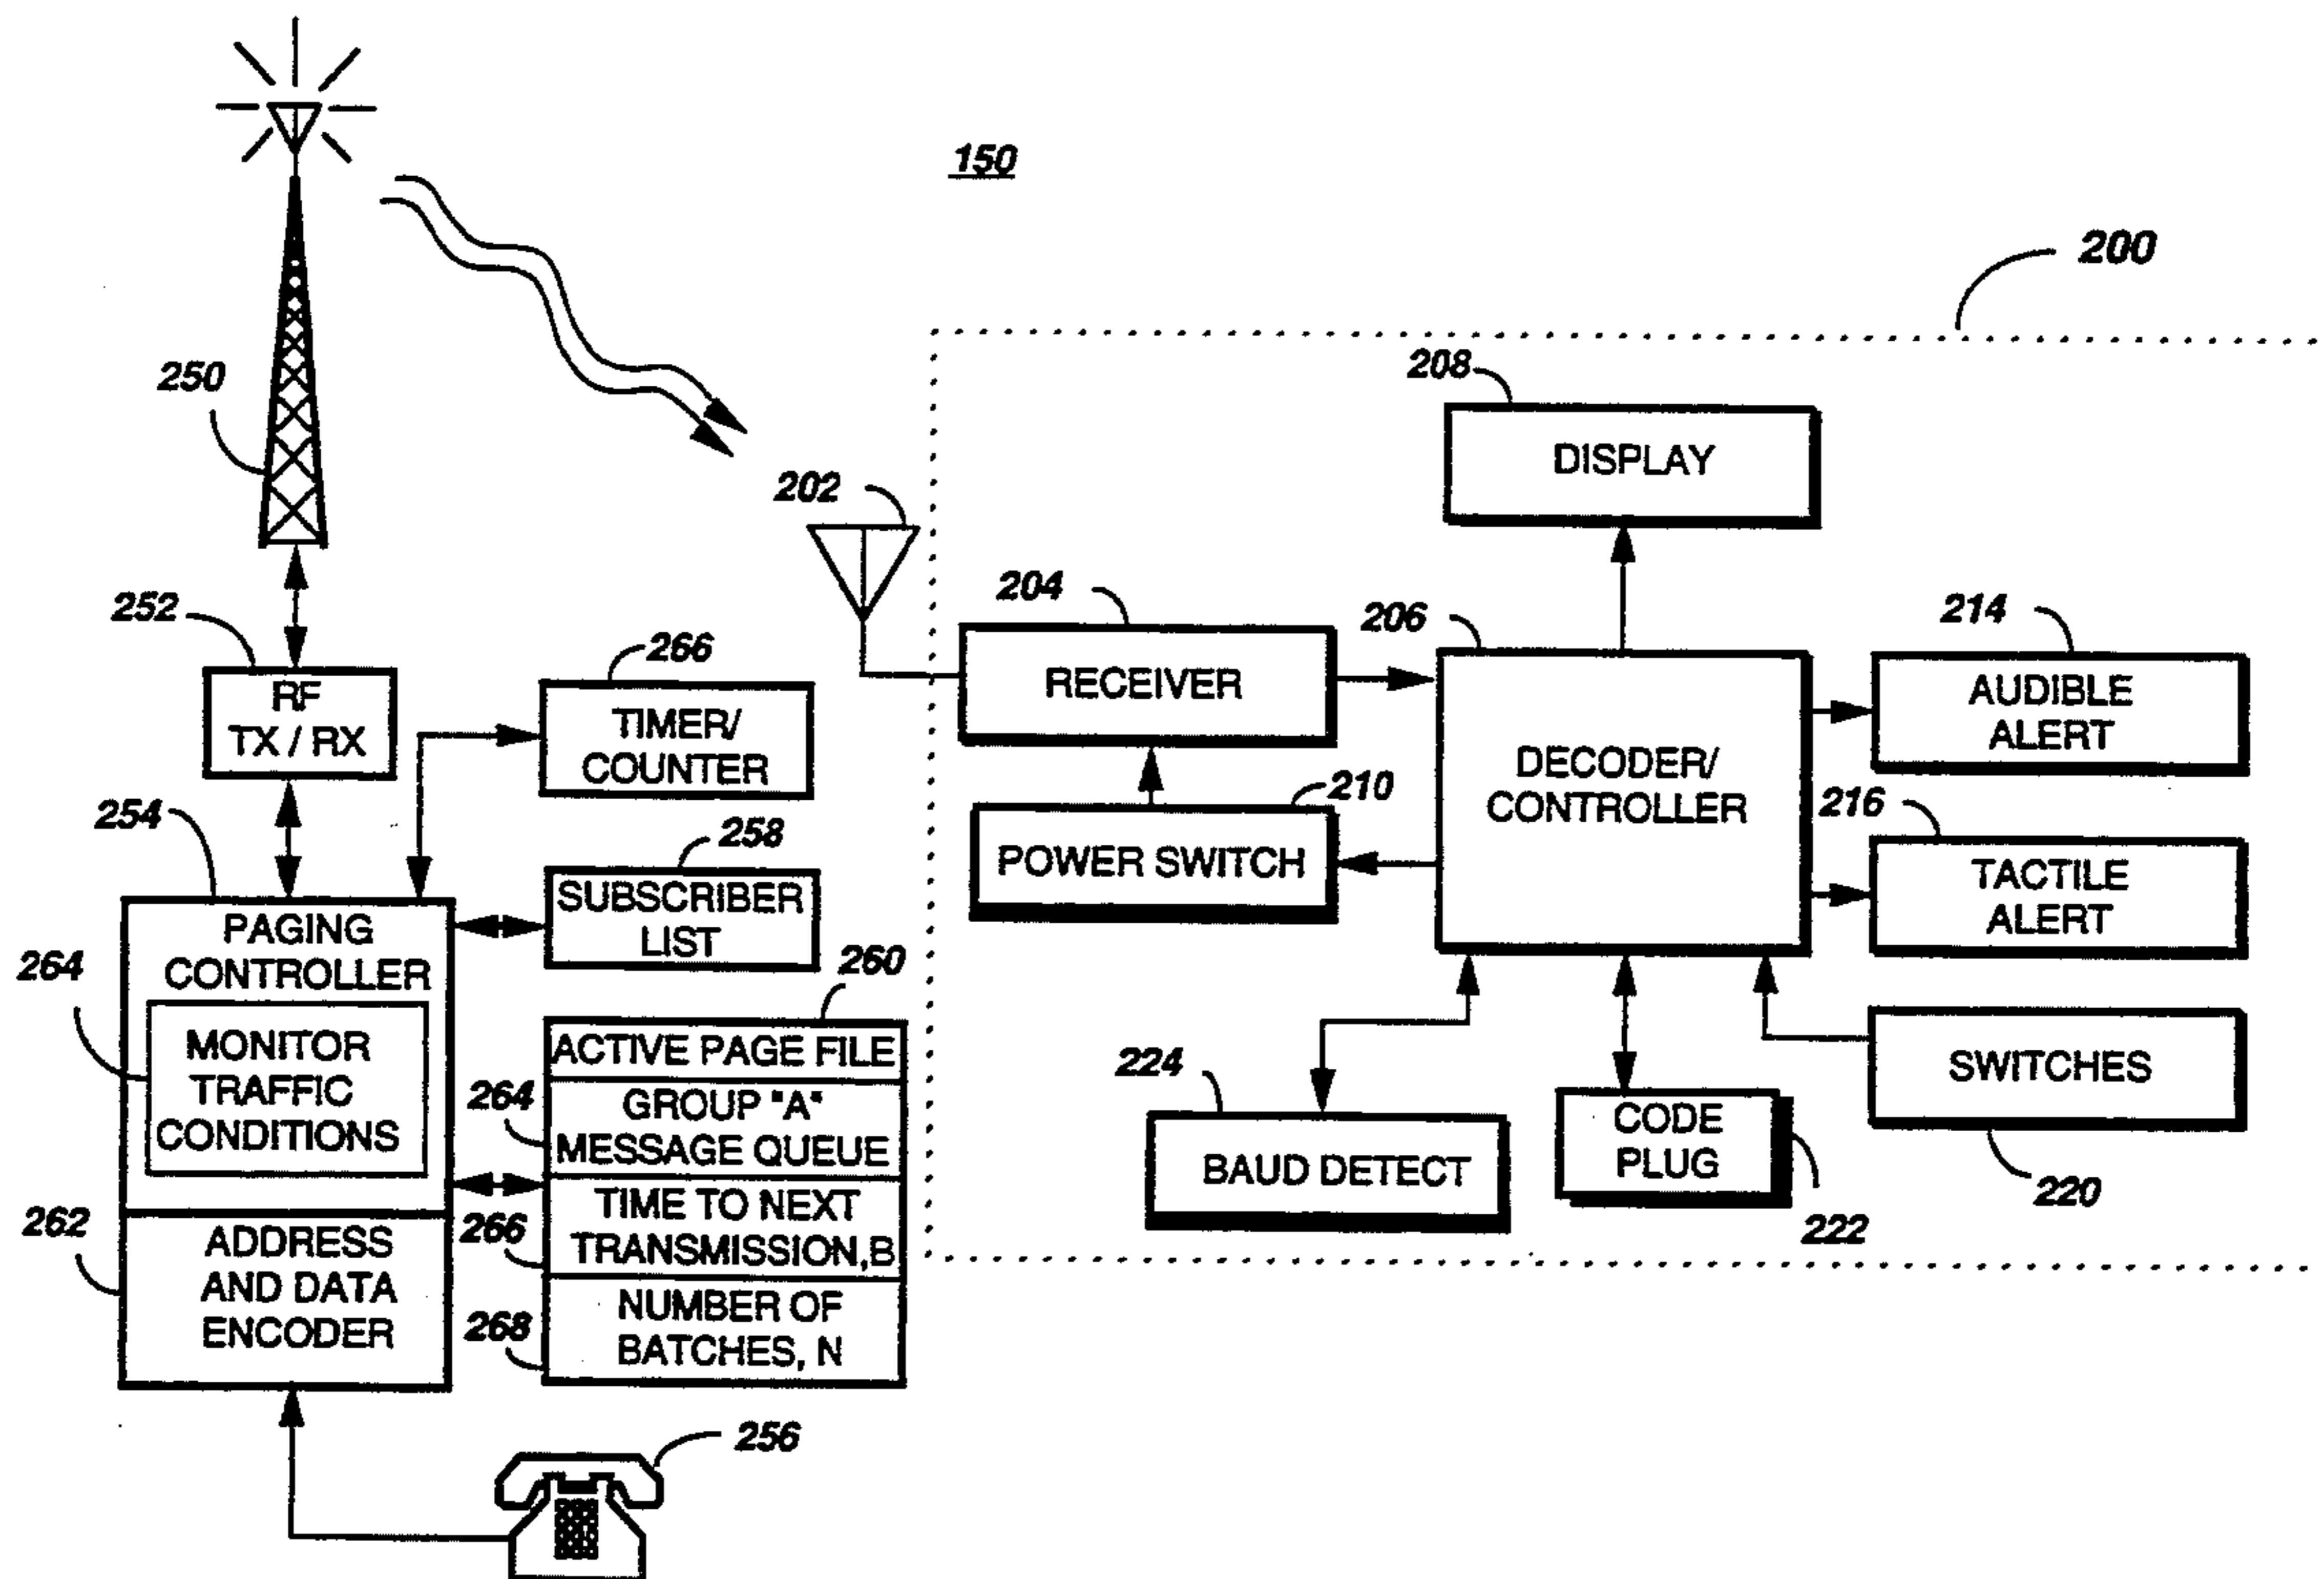 150
200
250
208
DISPLAY
202
252
RF
TX / RX
266
TIMER/
COUNTER
204
RECEIVER
206
DECODER/
CONTROLLER
214
AUDIBLE
ALERT
210
POWER SWITCH
216
TACTILE
ALERT
254
PAGING
CONTROLLER
258
SUBSCRIBER
LIST
264
MONITOR
TRAFFIC
CONDITIONS
260
ACTIVE PAGE FILE
264
GROUP "A"
MESSAGE QUEUE
266
TIME TO NEXT
TRANSMISSION,B
268
NUMBER OF
BATCHES, N
262
ADDRESS
AND DATA
ENCODER
224
BAUD DETECT
CODE
PLUG
222
SWITCHES
220
256